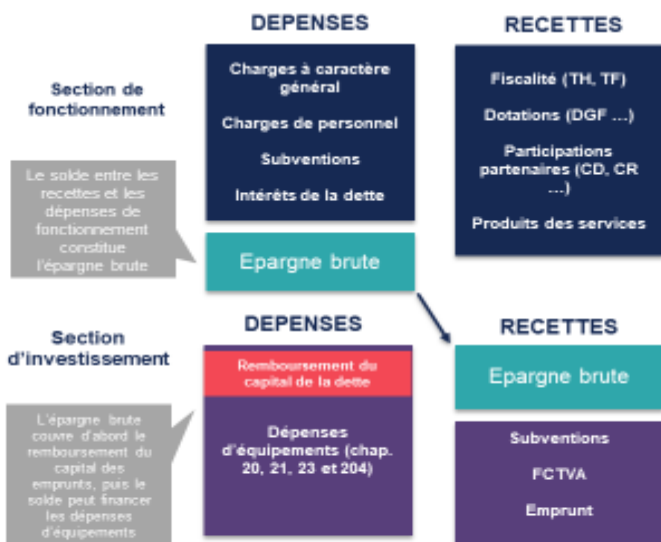 DEPENSES
RECETTES
Section de
fonctionnement
Charges à caractère
général
Charges de personnel
Subventions
Intérêts de la dette
Fiscalité (TH, TF)
Dotations (DGF ...)
Participations
partenaires (CD, CR
...)
Produits des services
Le solde entre les
recettes et les
dépenses de
fonctionnement
constitue
l'épargne brute
Epargne brute
Section
d'investissement
DEPENSES
RECETTES
Remboursement du
capital de la dette
Epargne brute
L'épargne brute
couvre d'abord le
remboursement du
capital des
emprunts, puis le
solde peut financer
les dépenses
d'équipements
Dépenses
d'équipements (chap.
20, 21, 23 et 204)
Subventions
FCTVA
Emprunt